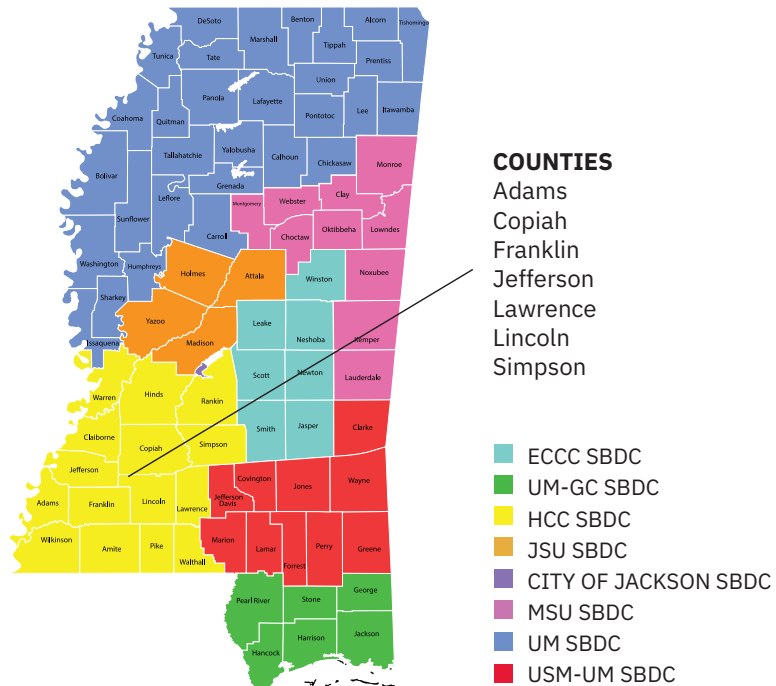 DeSoto
Benton
Alcorn
Tishomingo
Marshall
Tippah
Tunica
Tate
Prentiss
Union
Panola
Lafayette
Lee
Itawamba
Coahoma
Quitman
Pontotoc
Yalobusha
Tallahatchie
Calhoun
Chickasaw
Monroe
Bolivar
Grenada
Leflore
Clay
Webster
Montgomery
Sunflower
Oktibbeha
Lowndes
Carroll
Choctaw
Washington
Humphreys
Holmes
Attala
Winston
Noxubee
Sharkey
Yazoo
Leake
Neshoba
Kemper
Issaquena
Madison
Scott
Newton
Lauderdale
Warren
Hinds
Rankin
Claiborne
Copiah
Simpson
Smith
Jasper
Clarke
Jefferson
Covington
Jones
Wayne
Adams
Franklin
Lincoln
Lawrence
Jefferson
Davis
Wilkinson
Amite
Pike
Walthall
Marion
Lamar
Forrest
Perry
Greene
Pearl River
Stone
George
Hancock
Harrison
Jackson
COUNTIES
Adams
Copiah
Franklin
Jefferson
Lawrence
Lincoln
Simpson
ECCC SBDC
UM-GC SBDC
HCC SBDC
JSU SBDC
CITY OF JACKSON SBDC
MSU SBDC
UM SBDC
USM-UM SBDC